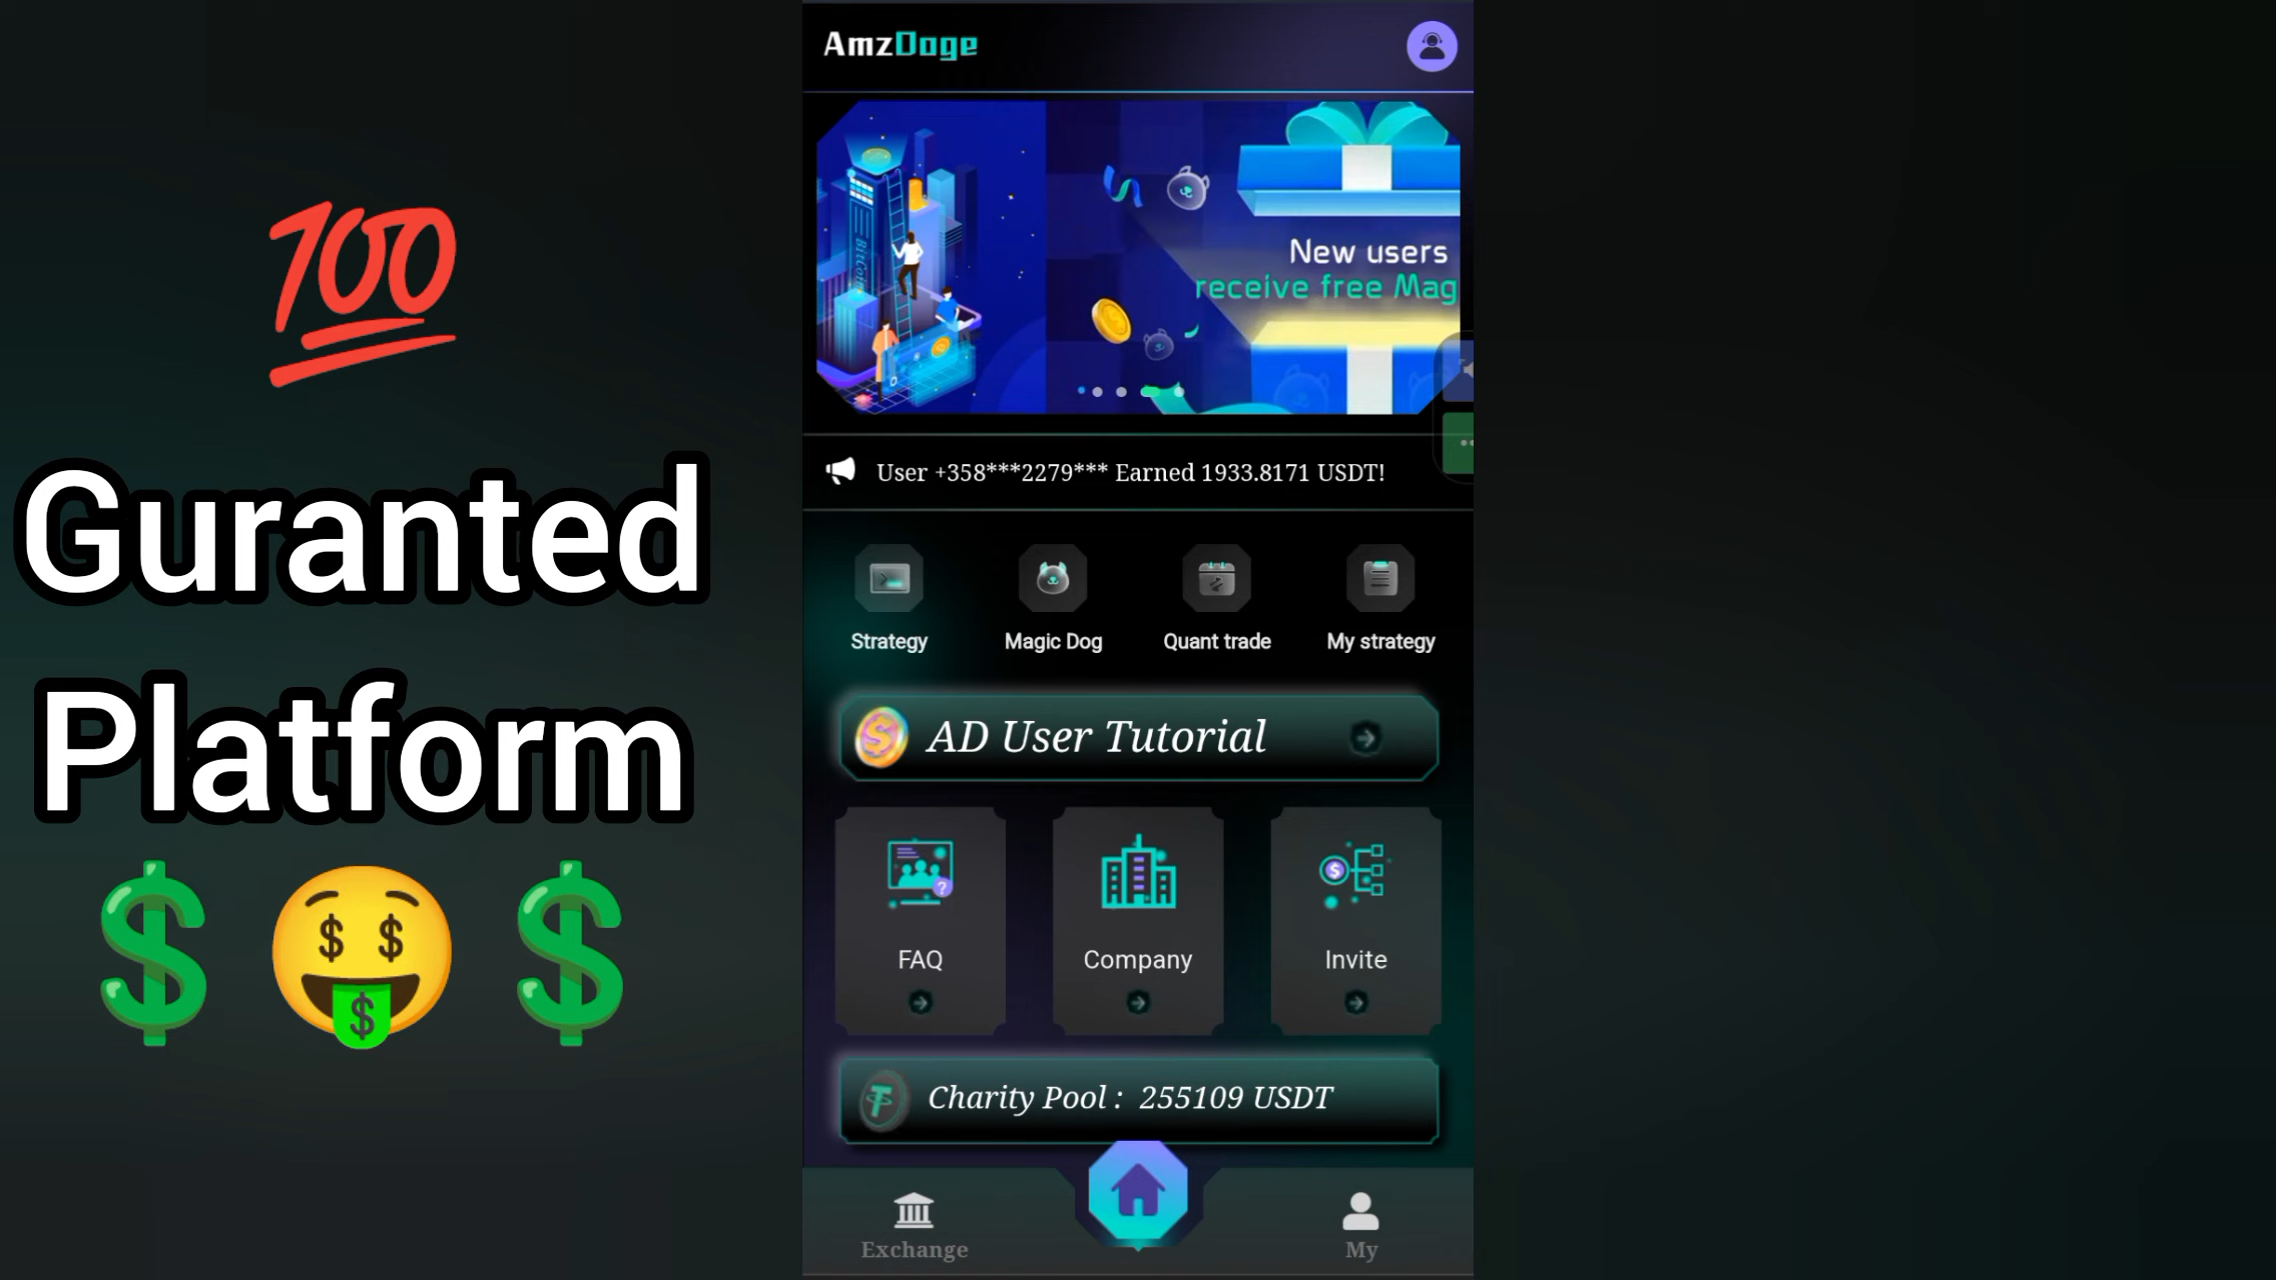 💯
Guranted
Platform
💲🤑💲
AmzDoge
BitCoin
New users
receive free Mag
User +358***2279*** Earned 1933.8171 USDT!
Strategy
Magic Dog
Quant trade
My strategy
AD User Tutorial
FAQ
Company
Invite
Charity Pool : 255109 USDT
Exchange
My